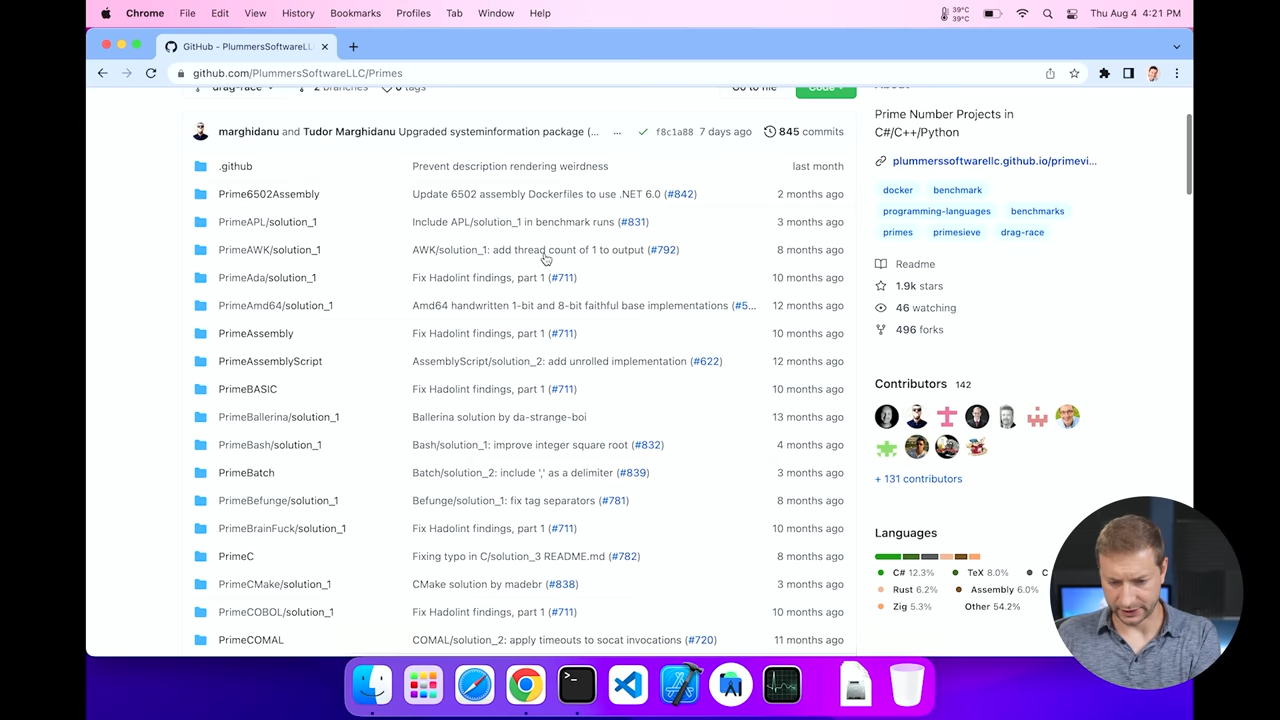 Chrome File Edit View History Bookmarks Profiles Tab Window Help 39°C 39°C Thu Aug 4 4:21 PM
GitHub - PlummersSoftwareLL
github.com/PlummersSoftwareLLC/Primes
drag-race 2 branches 0 tags Go to file Code
marghidanu and Tudor Marghidanu Upgraded systeminformation package (... ... f8c1a88 7 days ago 845 commits
.github Prevent description rendering weirdness last month
Prime6502Assembly Update 6502 assembly Dockerfiles to use .NET 6.0 (#842) 2 months ago
PrimeAPL/solution_1 Include APL/solution_1 in benchmark runs (#831) 3 months ago
PrimeAWK/solution_1 AWK/solution_1: add thread count of 1 to output (#792) 8 months ago
PrimeAda/solution_1 Fix Hadolint findings, part 1 (#711) 10 months ago
PrimeAmd64/solution_1 Amd64 handwritten 1-bit and 8-bit faithful base implementations (#5... 12 months ago
PrimeAssembly Fix Hadolint findings, part 1 (#711) 10 months ago
PrimeAssemblyScript AssemblyScript/solution_2: add unrolled implementation (#622) 12 months ago
PrimeBASIC Fix Hadolint findings, part 1 (#711) 10 months ago
PrimeBallerina/solution_1 Ballerina solution by da-strange-boi 13 months ago
PrimeBash/solution_1 Bash/solution_1: improve integer square root (#832) 4 months ago
PrimeBatch Batch/solution_2: include ',' as a delimiter (#839) 3 months ago
PrimeBefunge/solution_1 Befunge/solution_1: fix tag separators (#781) 8 months ago
PrimeBrainFuck/solution_1 Fix Hadolint findings, part 1 (#711) 10 months ago
PrimeC Fixing typo in C/solution_3 README.md (#782) 8 months ago
PrimeCMake/solution_1 CMake solution by madebr (#838) 3 months ago
PrimeCOBOL/solution_1 Fix Hadolint findings, part 1 (#711) 10 months ago
PrimeCOMAL COMAL/solution_2: apply timeouts to socat invocations (#720) 11 months ago
About
Prime Number Projects in
C#/C++/Python
plummerssoftwarellc.github.io/primevi...
docker benchmark
programming-languages benchmarks
primes primesieve drag-race
Readme
1.9k stars
46 watching
496 forks
Contributors 142
+ 131 contributors
Languages
C# 12.3% TeX 8.0% C
Rust 6.2% Assembly 6.0%
Zig 5.3% Other 54.2%